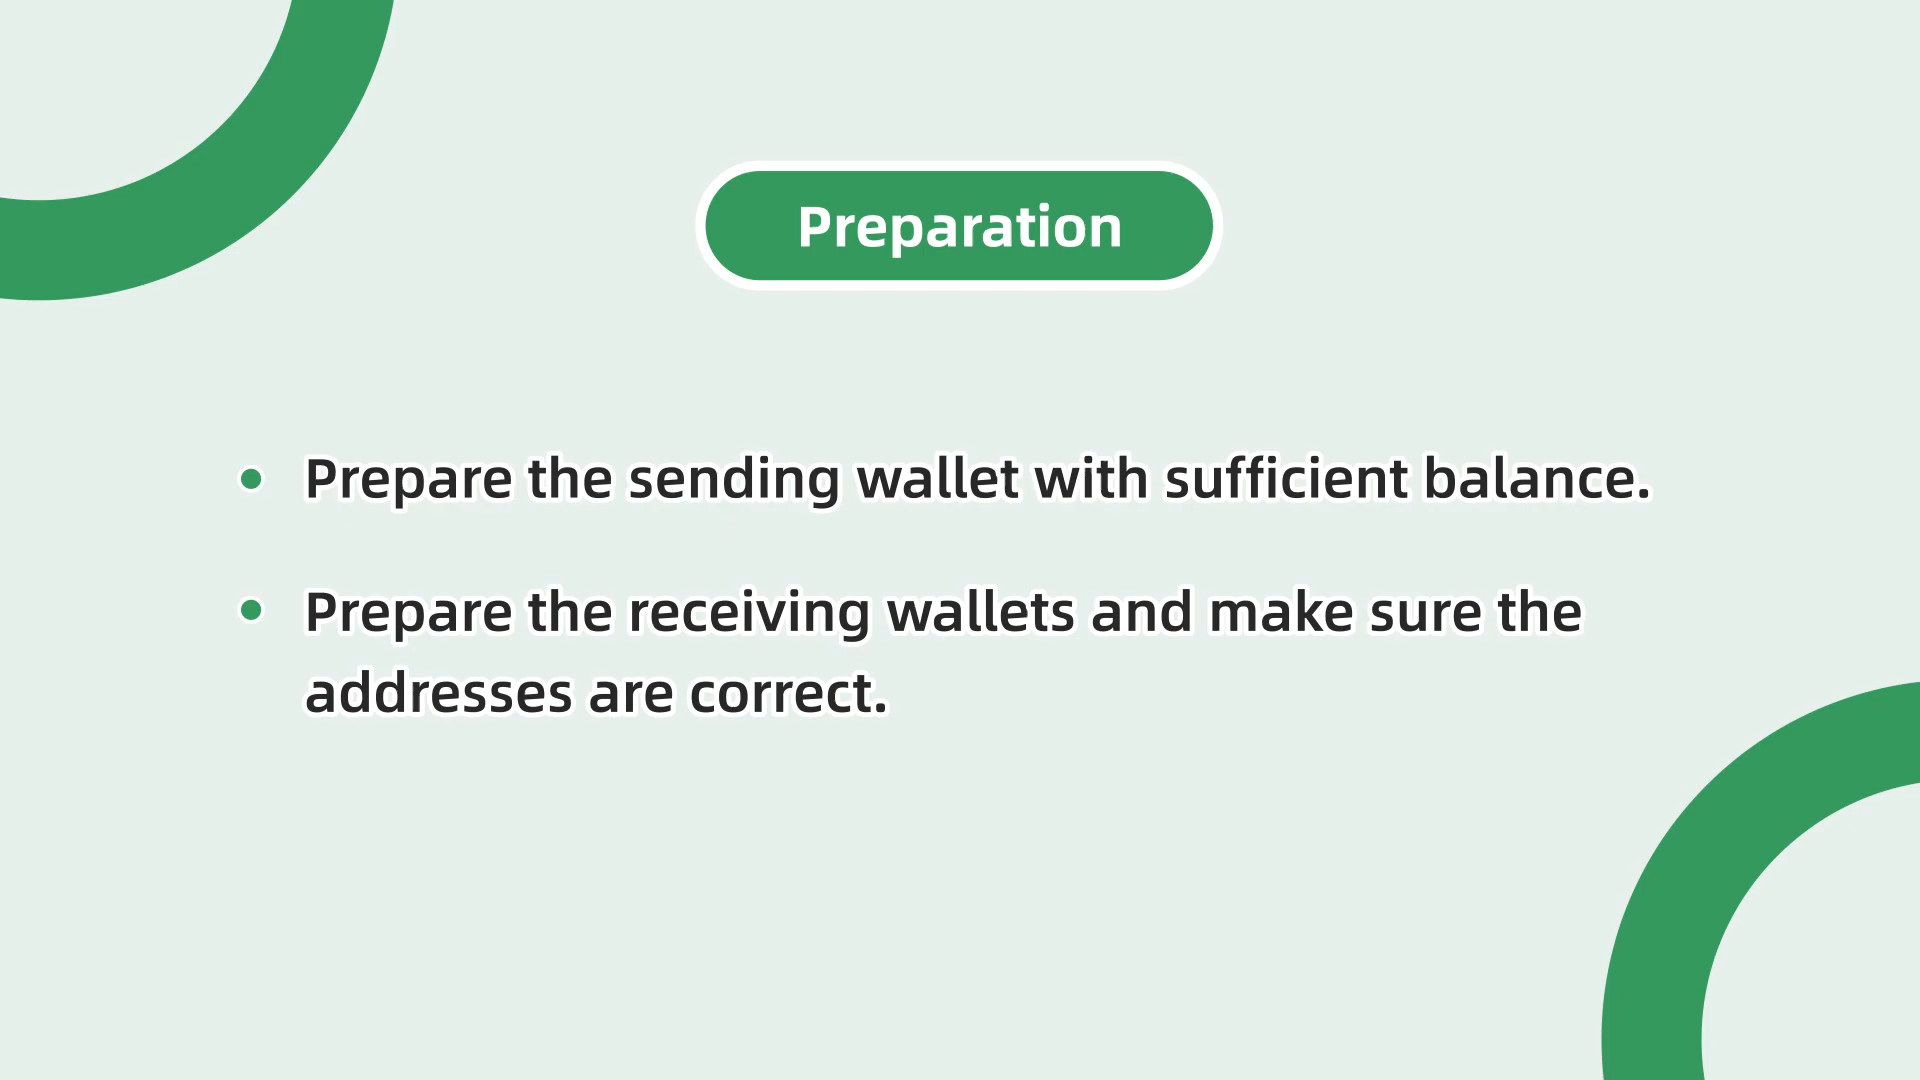 Preparation
• Prepare the sending wallet with sufficient balance.
• Prepare the receiving wallets and make sure the
addresses are correct.